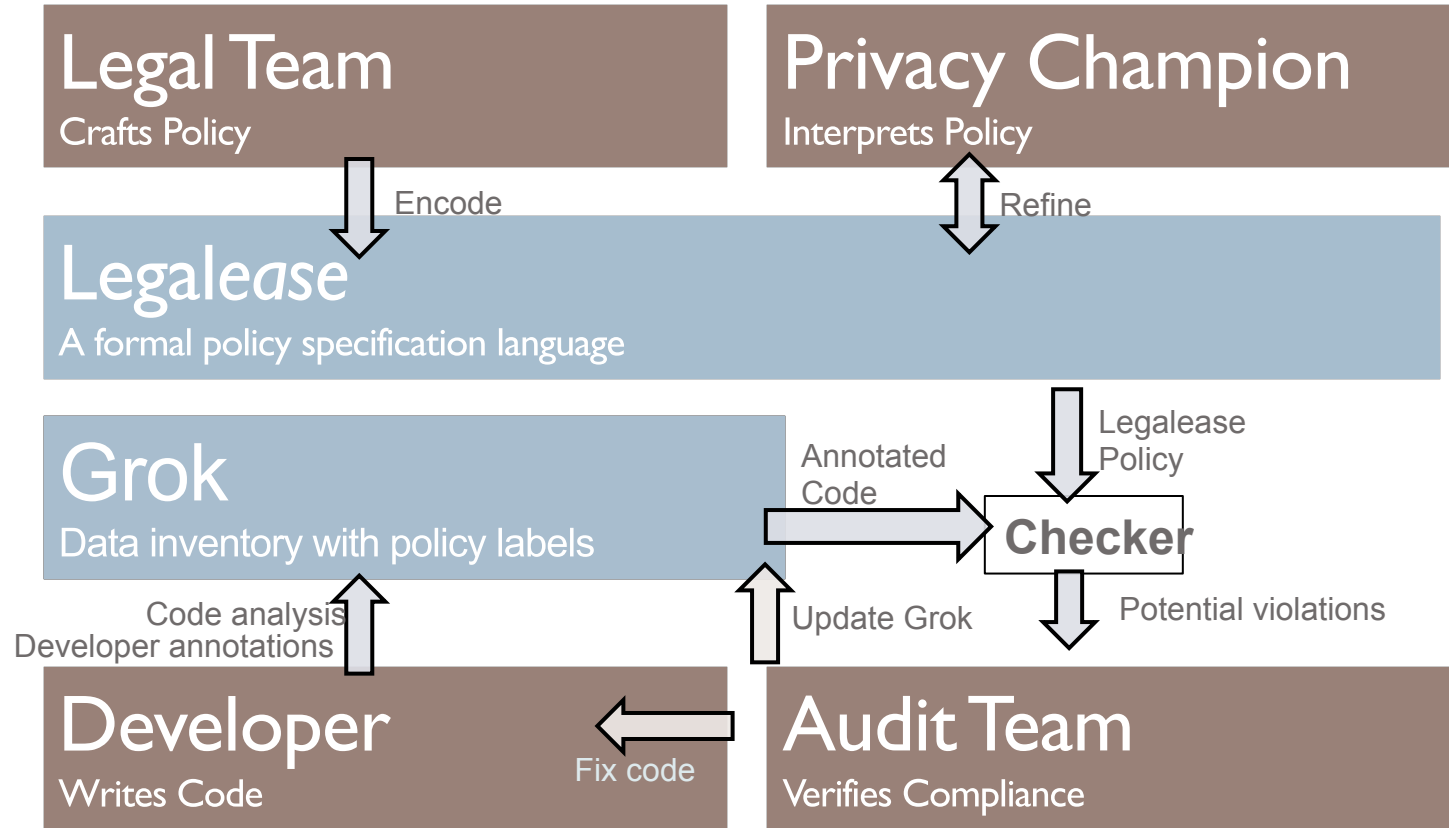 Legal Team
Crafts Policy
Privacy Champion
Interprets Policy
Encode
Refine
Legalease
A formal policy specification language
Legalease
Policy
Grok
Data inventory with policy labels
Annotated
Code
Checker
Code analysis
Developer annotations
Update Grok
Potential violations
Developer
Writes Code
Fix code
Audit Team
Verifies Compliance